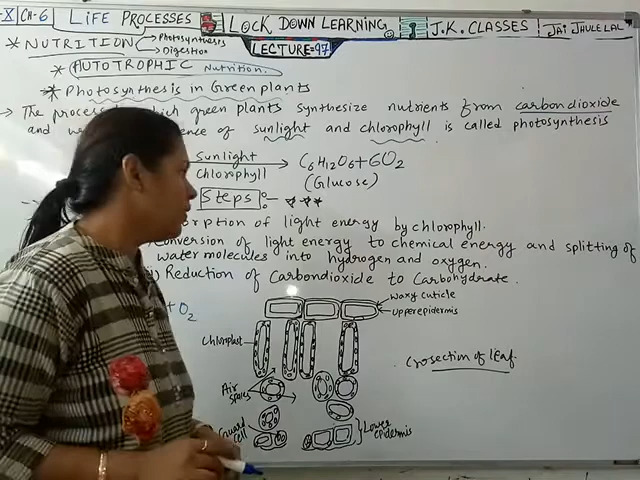 X CH-6 LIFE PROCESSES LOCK DOWN LEARNING J.K. CLASSES JAI JHULELAL
* NUTRITION Photosynthesis
Digestion
LECTURE=97
* AUTOTROPHIC Nutrition.
* Photosynthesis in Green plants
→ The process which green plants synthesize nutrients from carbondioxide
and of sunlight and chlorophyll is called photosynthesis
Sunlight
Chlorophyll
→ C6H12O6+6O2
(Glucose)
Steps
of light energy by chlorophyll.
Conversion of light energy to chemical energy and splitting of
water molecules into hydrogen and oxygen.
Reduction of Carbondioxide to Carbohydrate.
+ O2
Waxy cuticle
Upperepidermis
Chloroplast
Crosection of leaf
Air
spaces
Guard
cell
Lower
epidermis